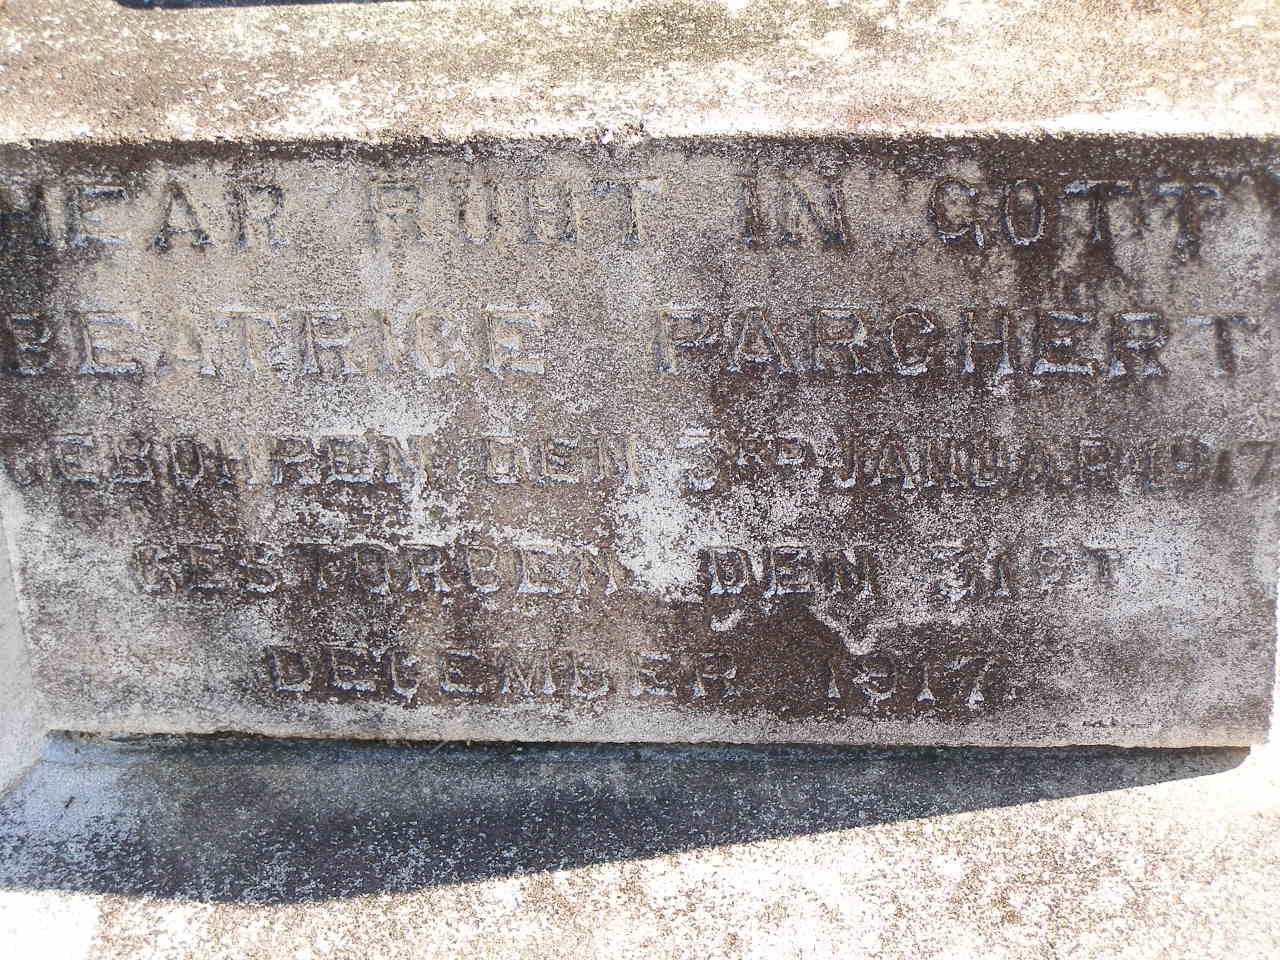 HEAR RUHT IN GOTT
BEATRICE PARCHERT
GEBOHREN DEN 3RD JANUAR 1917
GESTORBEN DEN 31ST
DECEMBER 1917